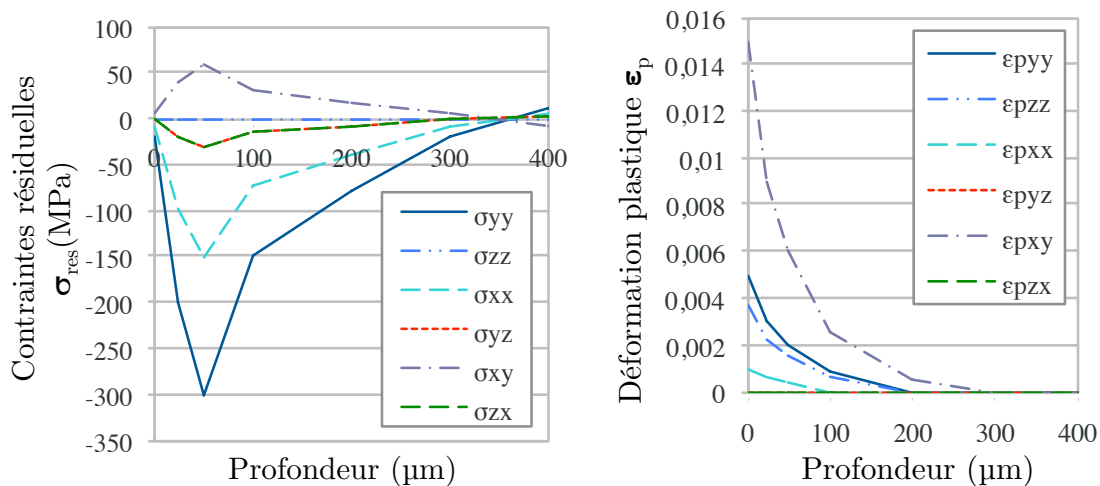 100
50
0
-50
-100
-150
-200
-250
-300
-350
0
100
200
300
400
Contraintes résiduelles
σres(MPa)
Profondeur (µm)
σyy
σzz
σxx
σyz
σxy
σzx
0,016
0,014
0,012
0,01
0,008
0,006
0,004
0,002
0
0
100
200
300
400
Déformation plastique εp
Profondeur (µm)
εpyy
εpzz
εpxx
εpyz
εpxy
εpzx